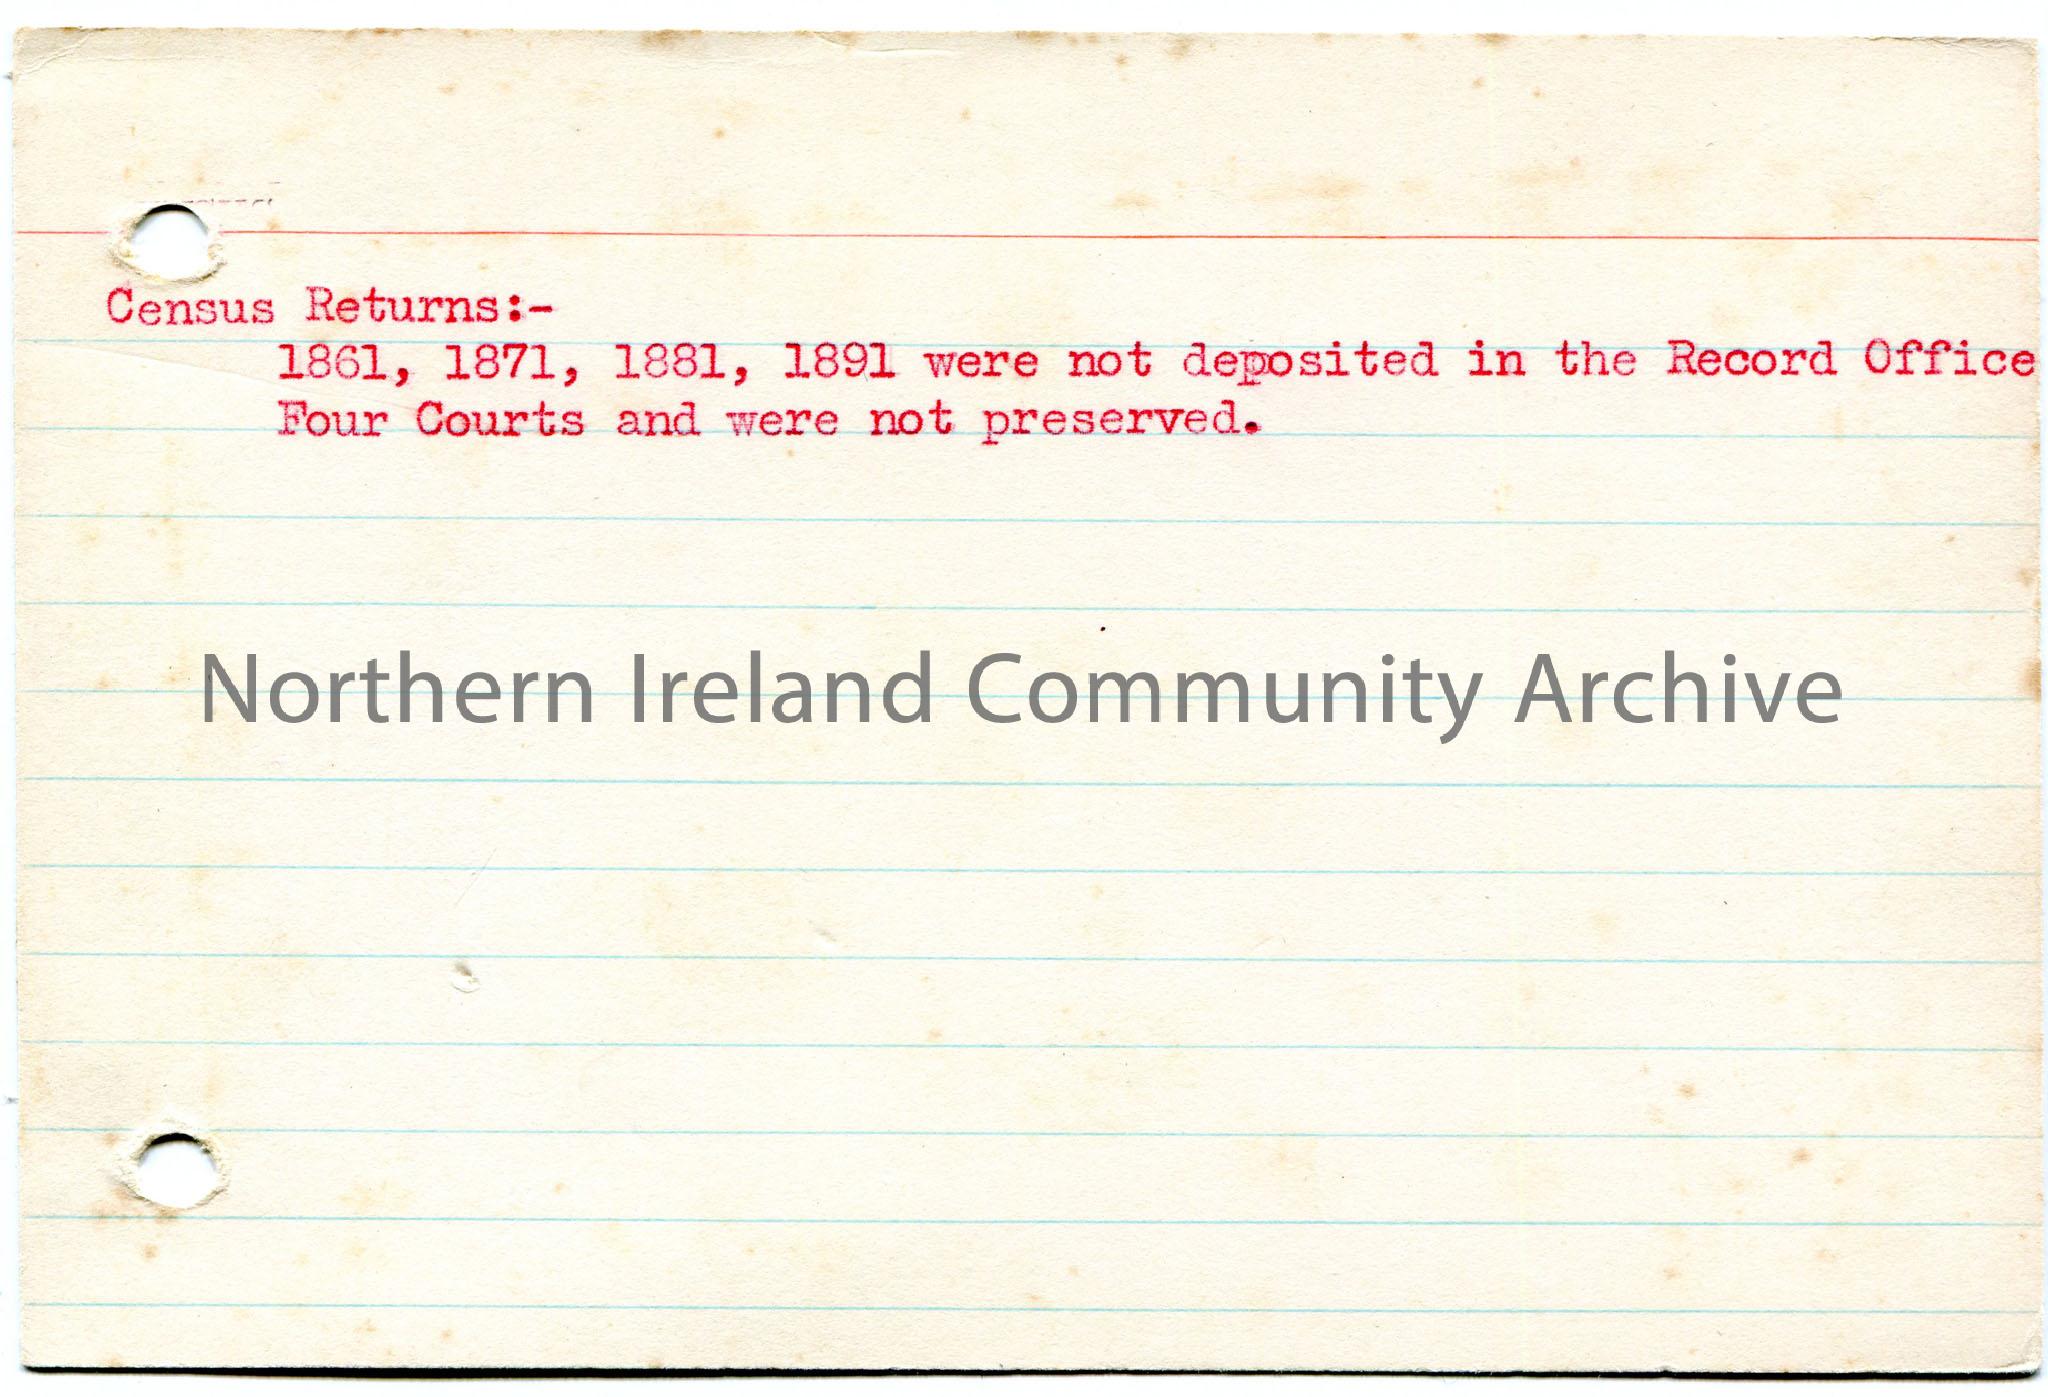 Census Returns:-
1861, 1871, 1881, 1891 were not deposited in the Record Office
Four Courts and were not preserved.
Northern Ireland Community Archive